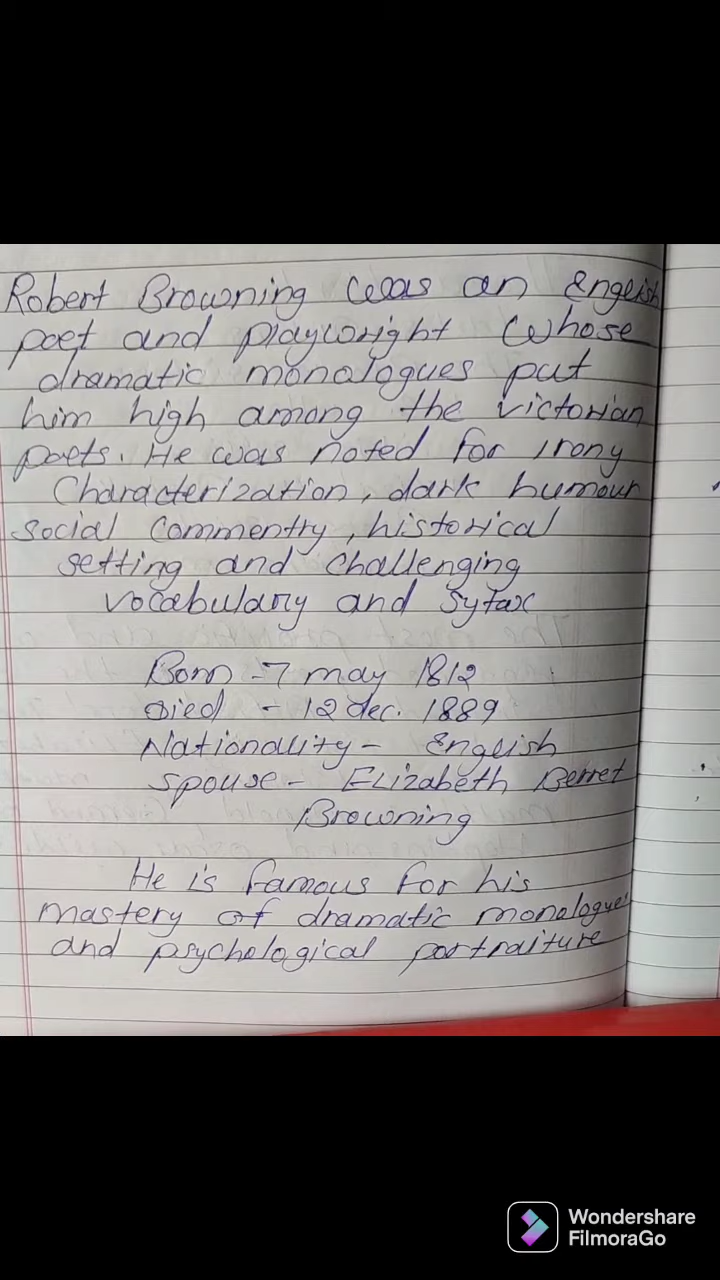 Robert Browning was an English
poet and playwright whose
dramatic monologues put
him high among the victorian
poets. He was noted for irony
Characterization, dark humour
social commentry, historical
setting and challenging
vocabulary and sytax
Born - 7 may 1812
Died - 12 dec. 1889
Nationality - English
Spouse - Elizabeth Berret
Browning
He is famous for his
mastery of dramatic monologues
and psychological portraiture
Wondershare
FilmoraGo